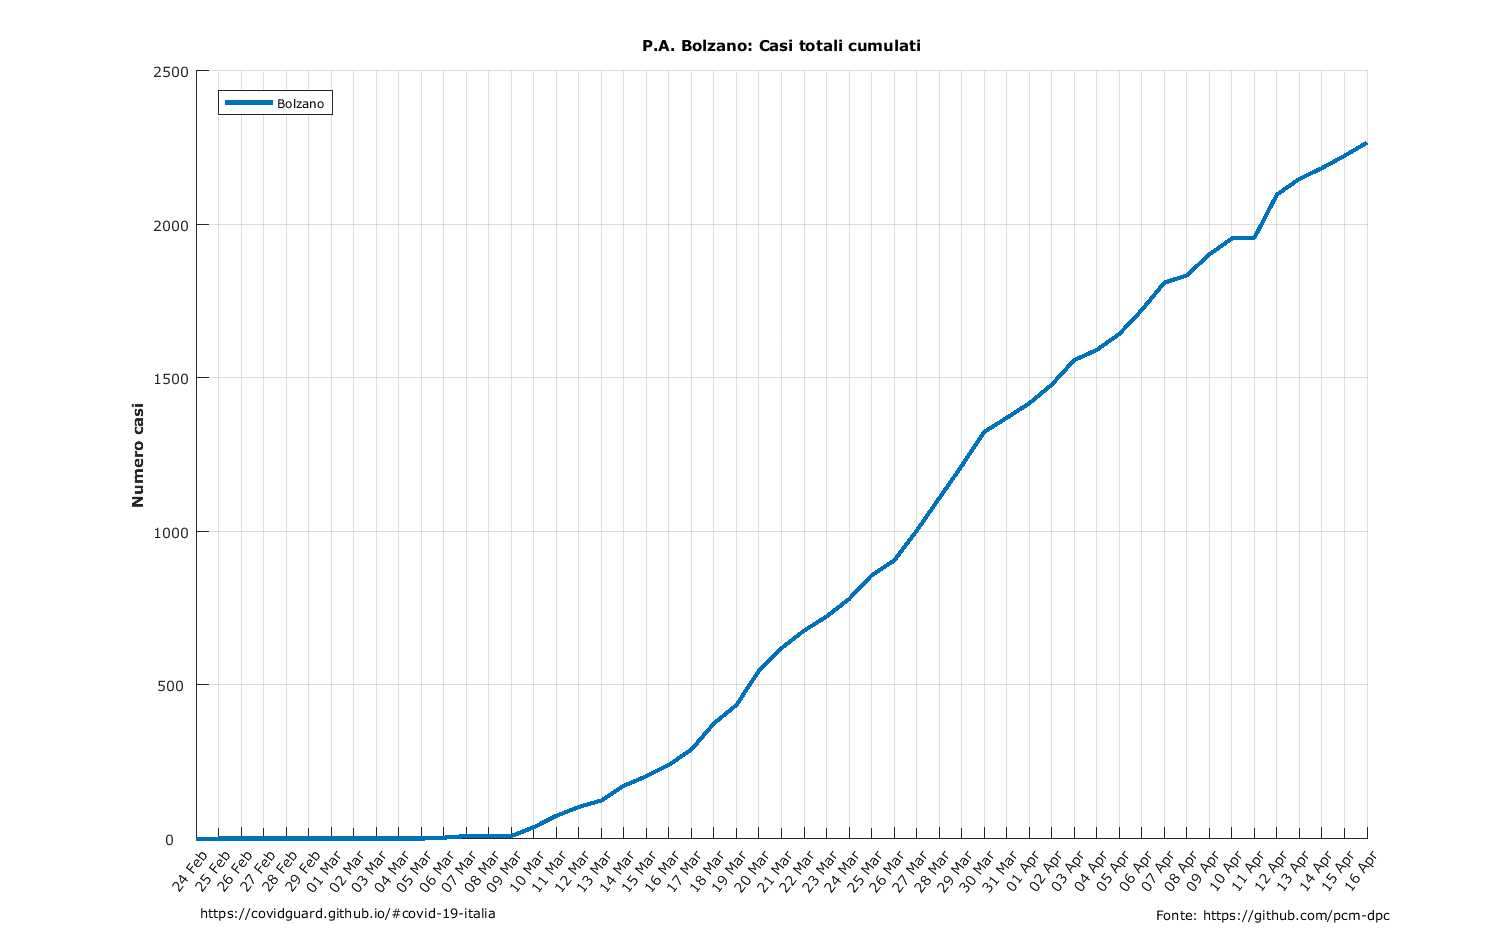 P.A. Bolzano: Casi totali cumulati
2500
Bolzano
2000
1500
Numero casi
1000
500
0
24 Feb
25 Feb
26 Feb
27 Feb
28 Feb
29 Feb
01 Mar
02 Mar
03 Mar
04 Mar
05 Mar
06 Mar
07 Mar
08 Mar
09 Mar
10 Mar
11 Mar
12 Mar
13 Mar
14 Mar
15 Mar
16 Mar
17 Mar
18 Mar
19 Mar
20 Mar
21 Mar
22 Mar
23 Mar
24 Mar
25 Mar
26 Mar
27 Mar
28 Mar
29 Mar
30 Mar
31 Mar
01 Apr
02 Apr
03 Apr
04 Apr
05 Apr
06 Apr
07 Apr
08 Apr
09 Apr
10 Apr
11 Apr
12 Apr
13 Apr
14 Apr
15 Apr
16 Apr
https://covidguard.github.io/#covid-19-italia
Fonte: https://github.com/pcm-dpc